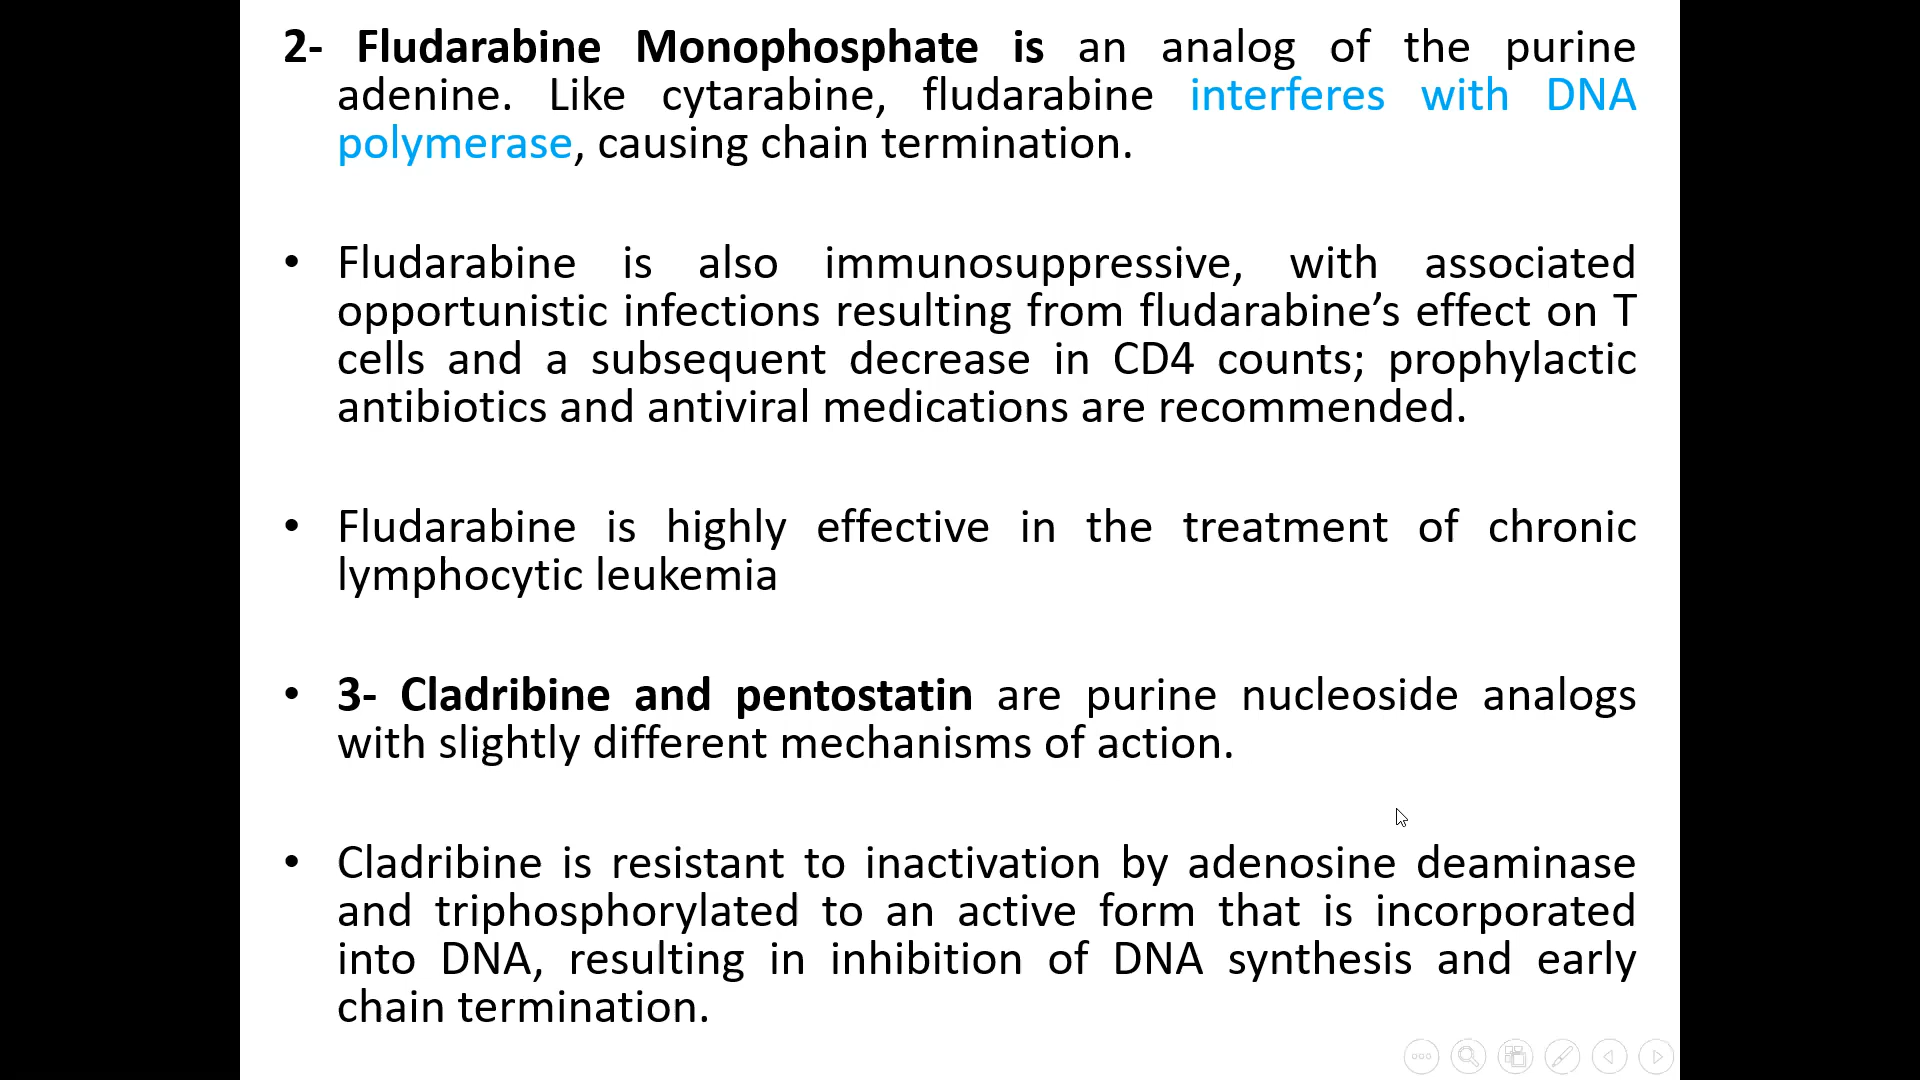 2- Fludarabine Monophosphate is an analog of the purine
adenine. Like cytarabine, fludarabine interferes with DNA
polymerase, causing chain termination.
• Fludarabine is also immunosuppressive, with associated
opportunistic infections resulting from fludarabine’s effect on T
cells and a subsequent decrease in CD4 counts; prophylactic
antibiotics and antiviral medications are recommended.
• Fludarabine is highly effective in the treatment of chronic
lymphocytic leukemia
• 3- Cladribine and pentostatin are purine nucleoside analogs
with slightly different mechanisms of action.
• Cladribine is resistant to inactivation by adenosine deaminase
and triphosphorylated to an active form that is incorporated
into DNA, resulting in inhibition of DNA synthesis and early
chain termination.